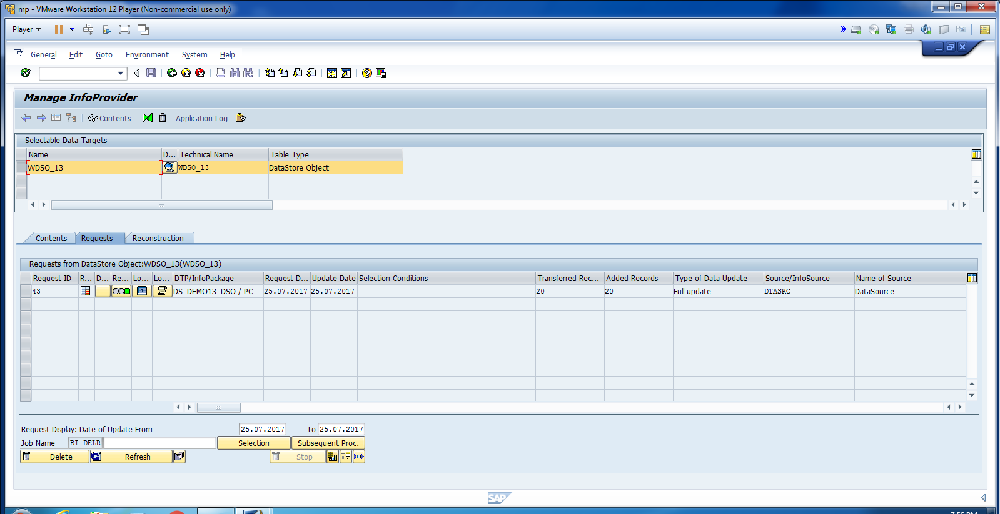 mp - VMware Workstation 12 Player (Non-commercial use only)
Player
General Edit Goto Environment System Help
Manage InfoProvider
Contents Application Log
Selectable Data Targets
Name D... Technical Name Table Type
WDSO_13 WDSO_13 DataStore Object
Contents Requests Reconstruction
Requests from DataStore Object:WDSO_13(WDSO_13)
Request ID R... D... Re... Lo... Lo... DTP/InfoPackage Request D... Update Date Selection Conditions Transferred Rec... Added Records Type of Data Update Source/InfoSource Name of Source
43 DS_DEMO13_DSO / PC_... 25.07.2017 25.07.2017 20 20 Full update DTASRC DataSource
Request Display: Date of Update From 25.07.2017 To 25.07.2017
Job Name BI_DELR Selection Subsequent Proc.
Delete Refresh Stop
SAP